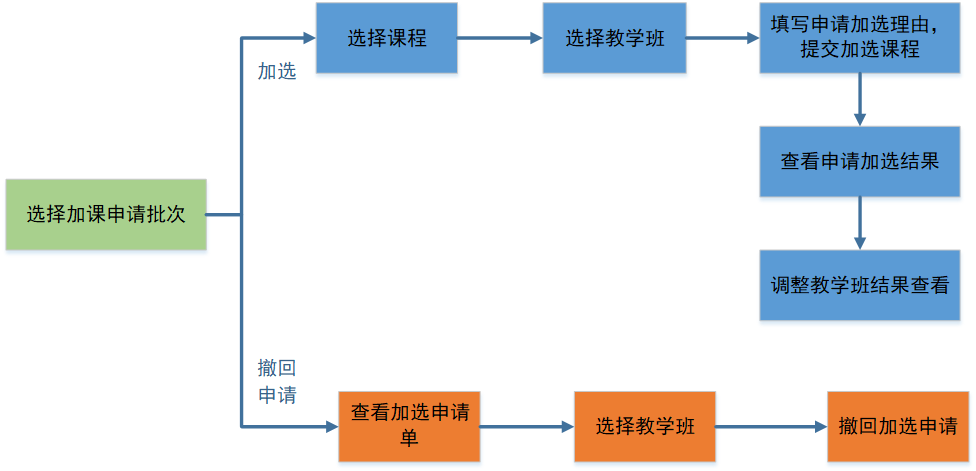 选择课程
选择教学班
填写申请加选理由，
提交加选课程
加选
查看申请加选结果
选择加课申请批次
调整教学班结果查看
撤回
申请
查看加选申请
单
选择教学班
撤回加选申请